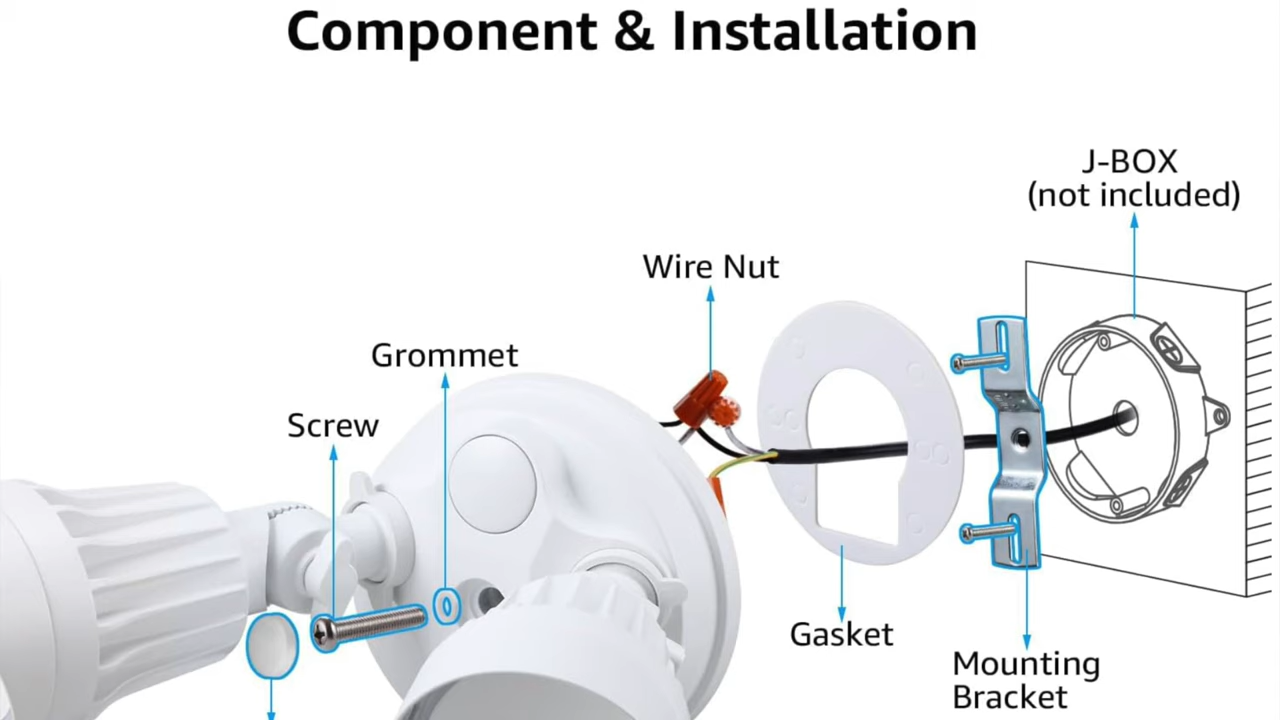 Component & Installation
J-BOX
(not included)
Wire Nut
Grommet
Screw
Gasket
Mounting
Bracket